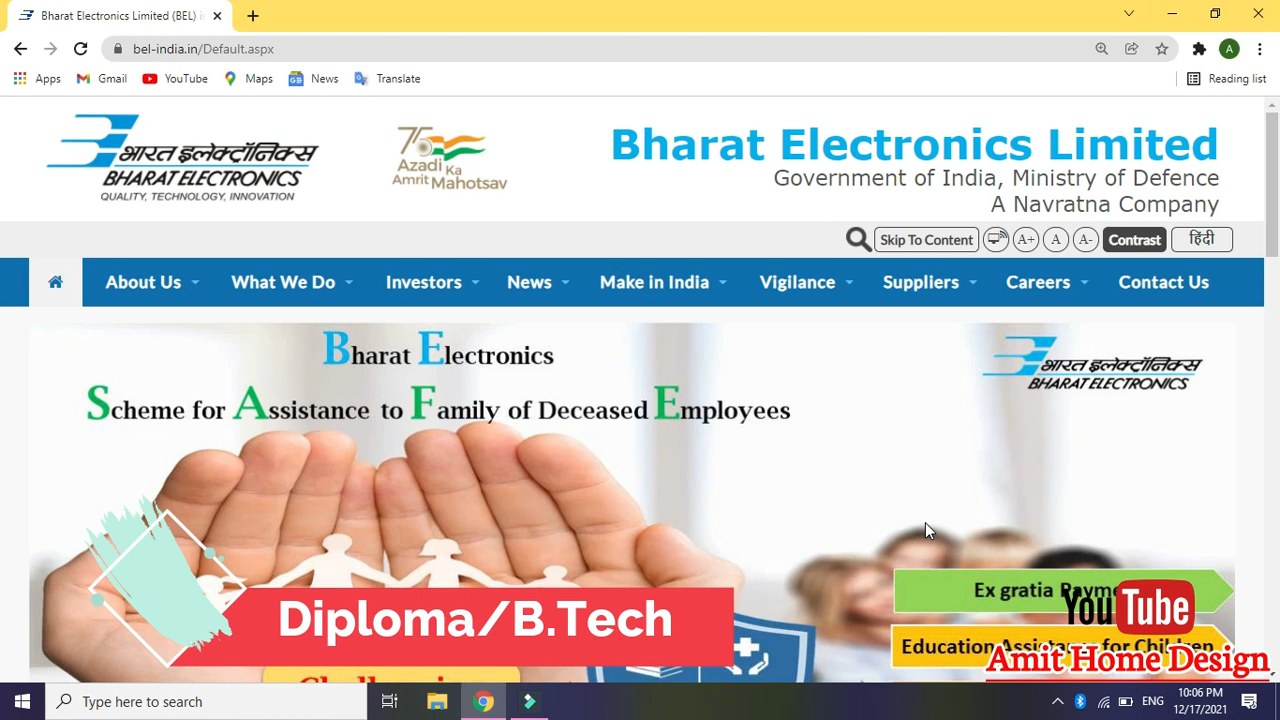 Bharat Electronics Limited (BEL) i
bel-india.in/Default.aspx
A
Apps
Gmail
YouTube
Maps
News
Translate
Reading list
भारत इलेक्ट्रॉनिक्स
BHARAT ELECTRONICS
QUALITY, TECHNOLOGY, INNOVATION
75
Azadi Ka
Amrit Mahotsav
Bharat Electronics Limited
Government of India, Ministry of Defence
A Navratna Company
Skip To Content
A+
A
A-
Contrast
हिंदी
About Us
What We Do
Investors
News
Make in India
Vigilance
Suppliers
Careers
Contact Us
Bharat Electronics
Scheme for Assistance to Family of Deceased Employees
भारत इलेक्ट्रॉनिक्स
BHARAT ELECTRONICS
Diploma/B.Tech
Ex gratia
YouTube
Education Assistance for Children
Amit Home Design
Type here to search
ENG
10:06 PM
12/17/2021